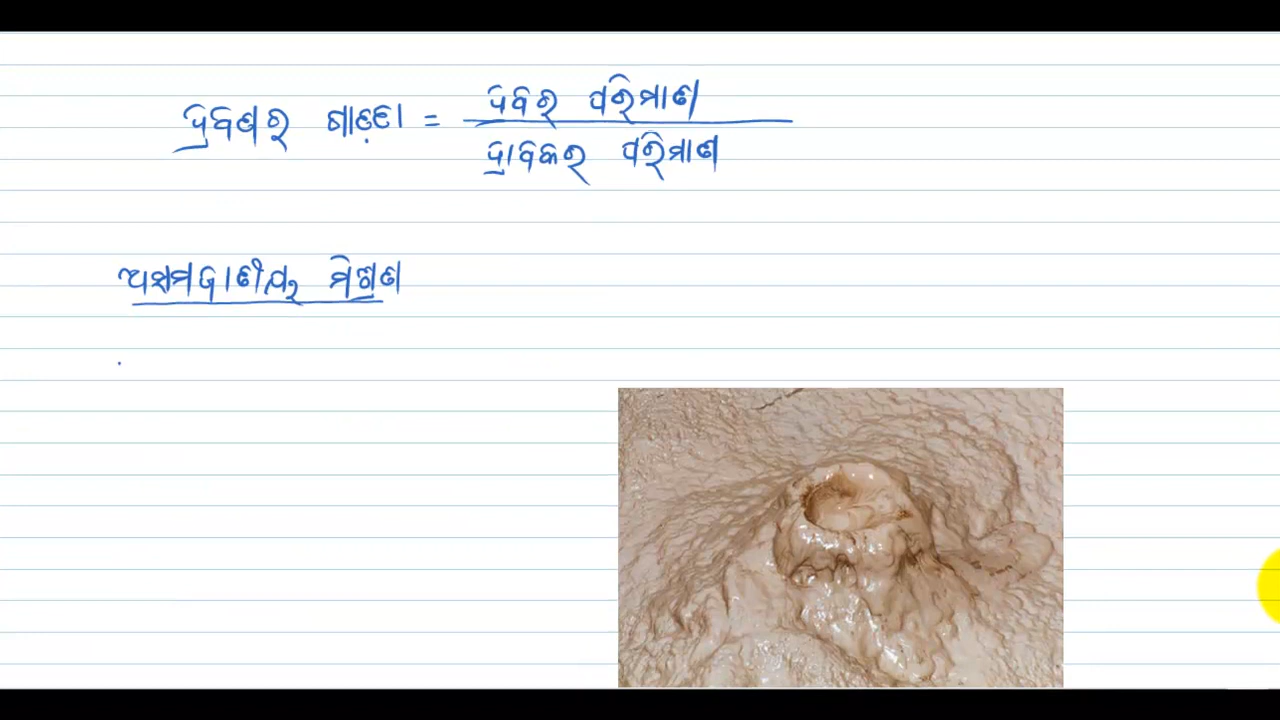 ଦ୍ରବଣର ଗାଢ଼ତା = ଦ୍ରବର ପରିମାଣ
ଦ୍ରାବକର ପରିମାଣ
ଅସମଜାତୀୟ ମିଶ୍ରଣ